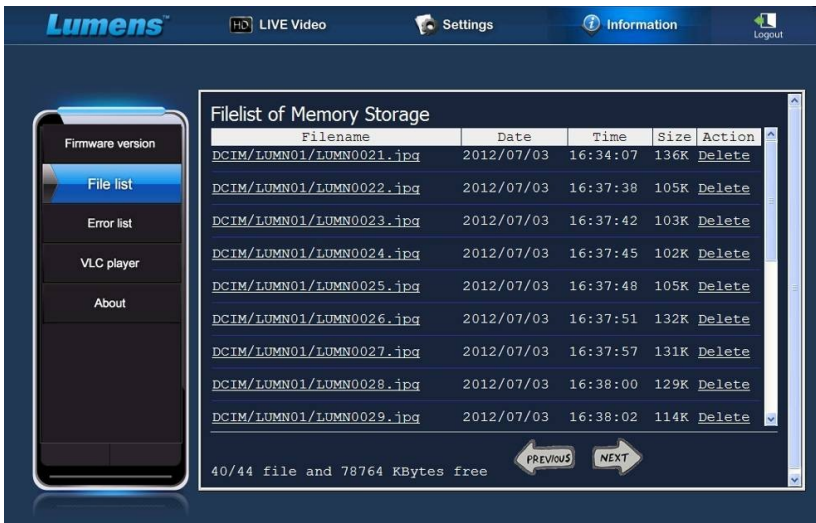 Lumens™ HD LIVE Video Settings Information Logout
Firmware version
File list
Error list
VLC player
About
Filelist of Memory Storage
Filename Date Time Size Action
DCIM/LUMN01/LUMN0021.jpg 2012/07/03 16:34:07 136K Delete
DCIM/LUMN01/LUMN0022.jpg 2012/07/03 16:37:38 105K Delete
DCIM/LUMN01/LUMN0023.jpg 2012/07/03 16:37:42 103K Delete
DCIM/LUMN01/LUMN0024.jpg 2012/07/03 16:37:45 102K Delete
DCIM/LUMN01/LUMN0025.jpg 2012/07/03 16:37:48 105K Delete
DCIM/LUMN01/LUMN0026.jpg 2012/07/03 16:37:51 132K Delete
DCIM/LUMN01/LUMN0027.jpg 2012/07/03 16:37:57 131K Delete
DCIM/LUMN01/LUMN0028.jpg 2012/07/03 16:38:00 129K Delete
DCIM/LUMN01/LUMN0029.jpg 2012/07/03 16:38:02 114K Delete
PREVIOUS NEXT
40/44 file and 78764 KBytes free